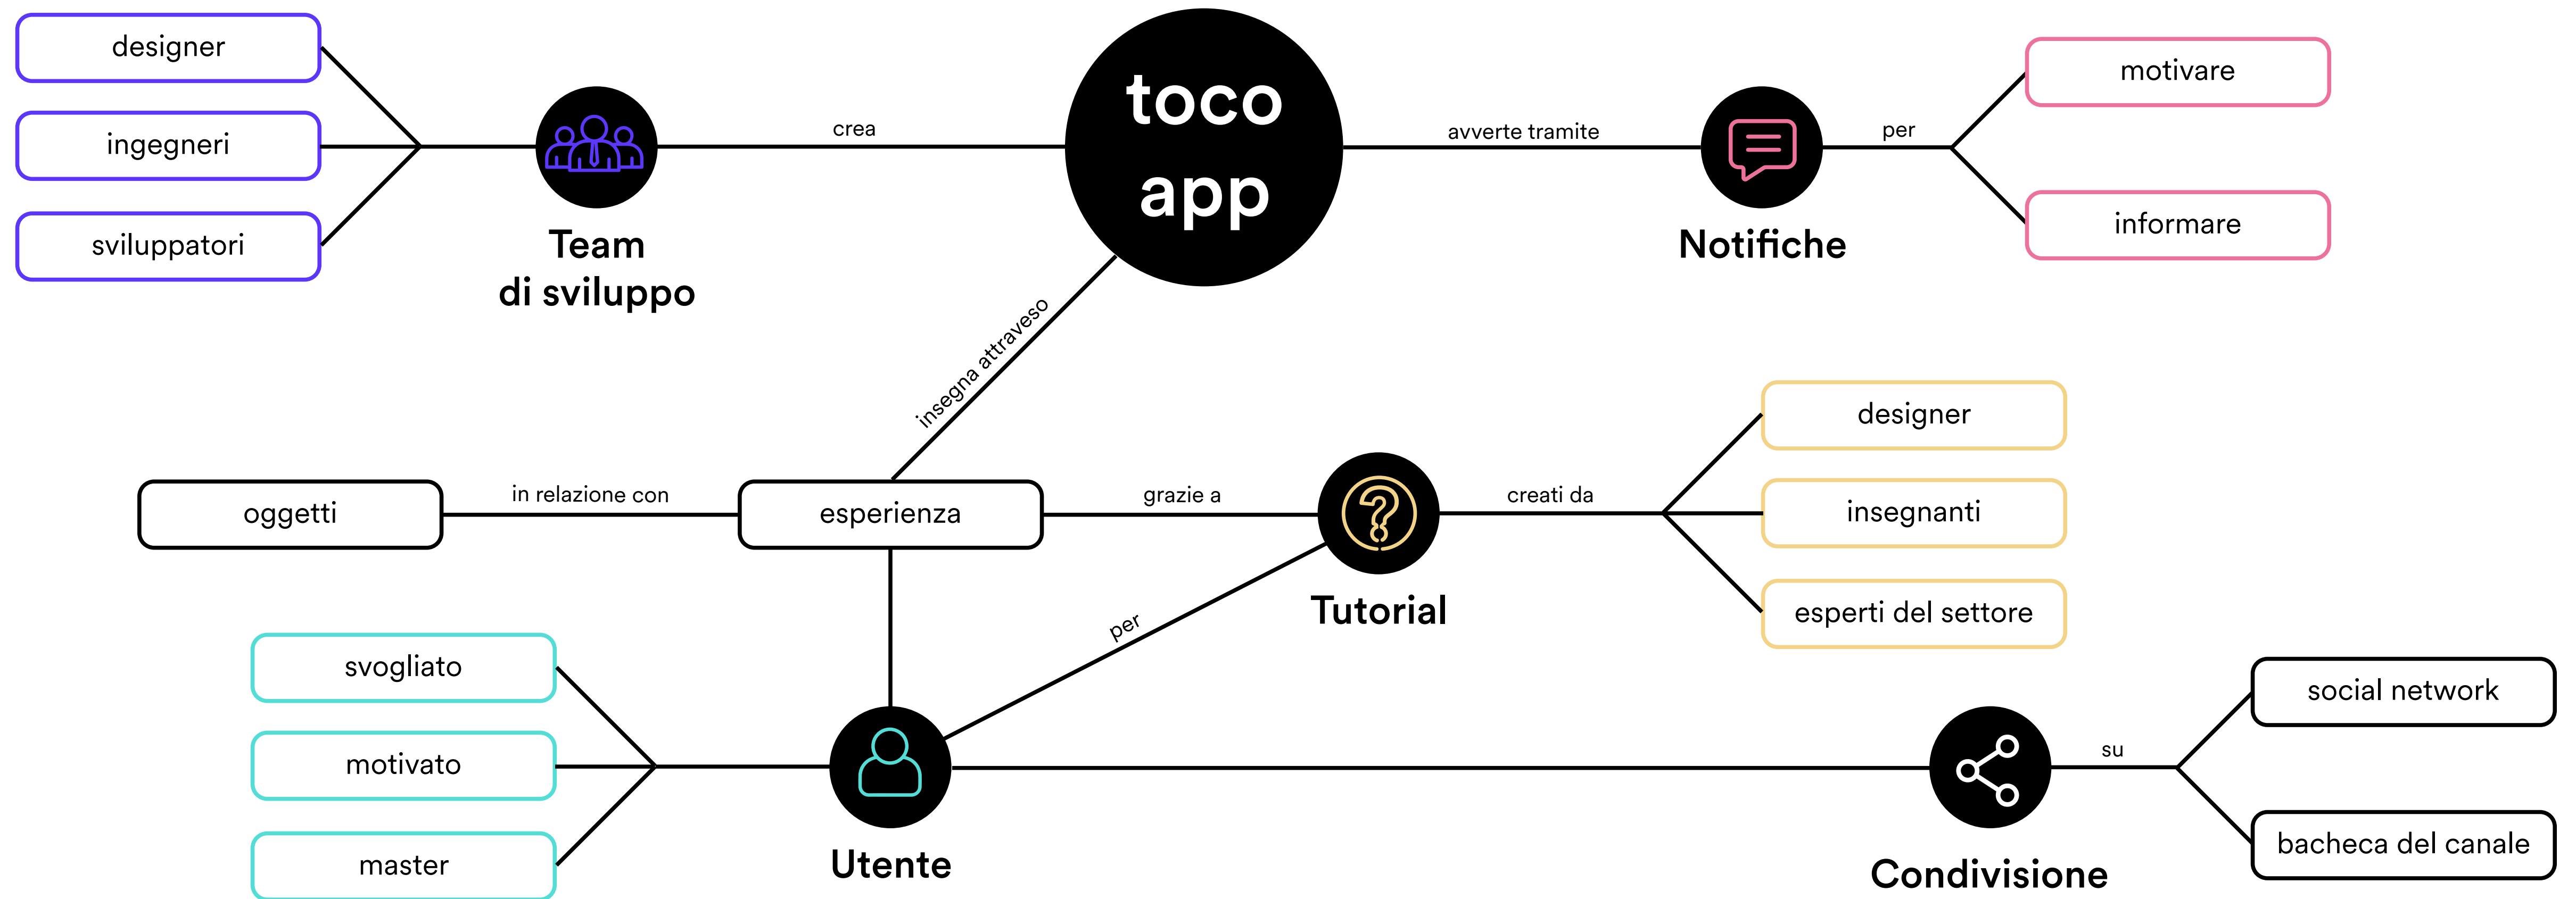 designer
ingegneri
sviluppatori
Team
di sviluppo
crea
toco
app
avverte tramite
Notifiche
per
motivare
informare
insegna attraveso
oggetti
in relazione con
esperienza
grazie a
Tutorial
creati da
designer
insegnanti
esperti del settore
per
svogliato
motivato
master
Utente
Condivisione
su
social network
bacheca del canale